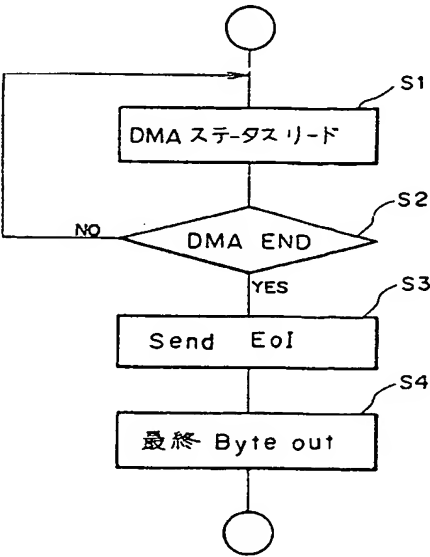 S1
DMA ステータスリード
S2
DMA END
NO
YES
S3
Send EoI
S4
最終 Byte out